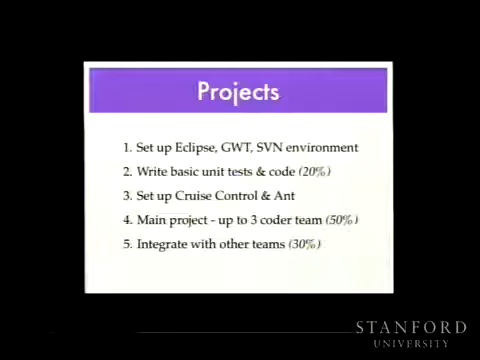 Projects
1. Set up Eclipse, GWT, SVN environment
2. Write basic unit tests & code (20%)
3. Set up Cruise Control & Ant
4. Main project - up to 3 coder team (50%)
5. Integrate with other teams (30%)
STANFORD
UNIVERSITY